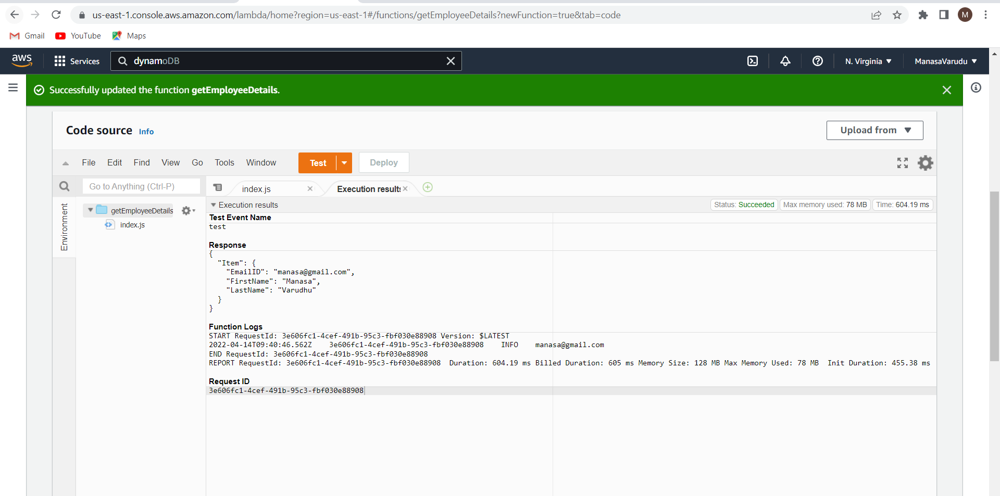 us-east-1.console.aws.amazon.com/lambda/home?region=us-east-1#/functions/getEmployeeDetails?newFunction=true&tab=code
M
Gmail YouTube Maps
aws Services dynamoDB N. Virginia ManasaVarudu
Successfully updated the function getEmployeeDetails.
Code source Info Upload from
File Edit Find View Go Tools Window Test Deploy
Go to Anything (Ctrl-P) index.js Execution results
Execution results Status: Succeeded Max memory used: 78 MB Time: 604.19 ms
Environment
getEmployeeDetails
index.js
Test Event Name
test
Response
{
"Item": {
"EmailID": "manasa@gmail.com",
"FirstName": "Manasa",
"LastName": "Varudhu"
}
}
Function Logs
START RequestId: 3e606fc1-4cef-491b-95c3-fbf030e88908 Version: $LATEST
2022-04-14T09:40:46.562Z 3e606fc1-4cef-491b-95c3-fbf030e88908 INFO manasa@gmail.com
END RequestId: 3e606fc1-4cef-491b-95c3-fbf030e88908
REPORT RequestId: 3e606fc1-4cef-491b-95c3-fbf030e88908 Duration: 604.19 ms Billed Duration: 605 ms Memory Size: 128 MB Max Memory Used: 78 MB Init Duration: 455.38 ms
Request ID
3e606fc1-4cef-491b-95c3-fbf030e88908